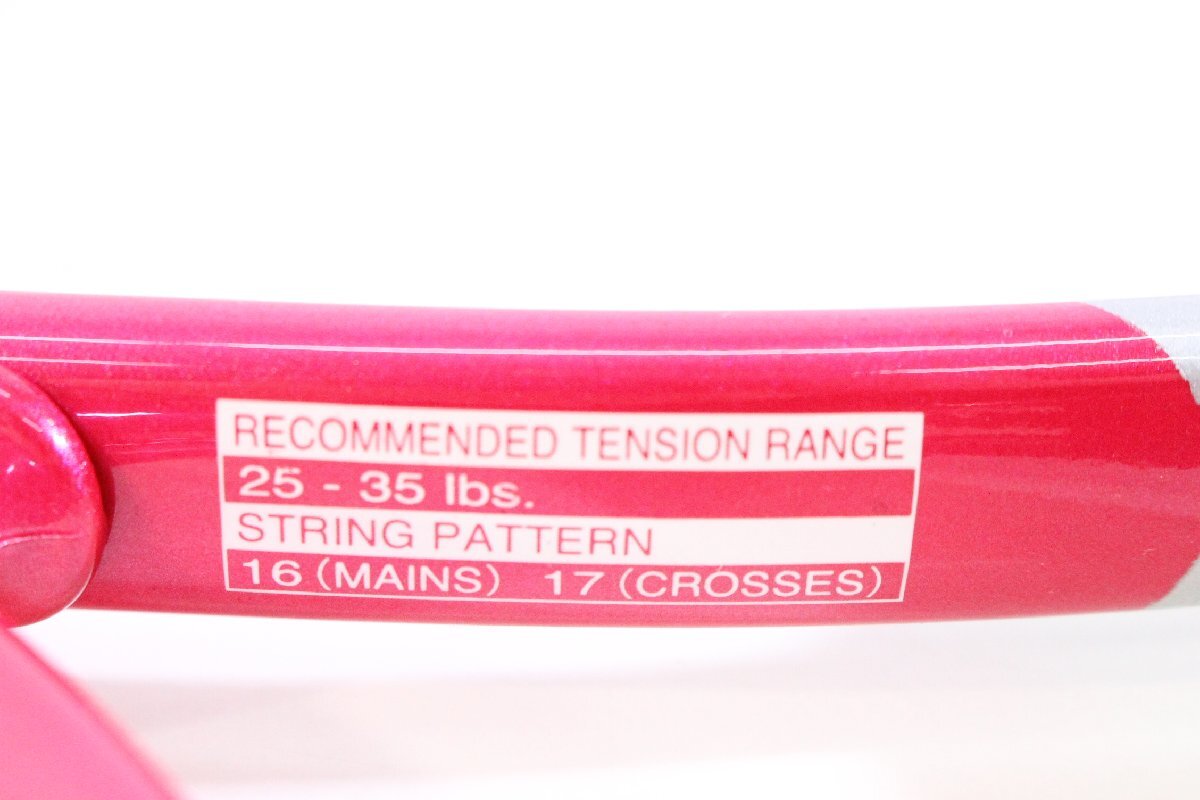 RECOMMENDED TENSION RANGE
25 - 35 lbs.
STRING PATTERN
16 (MAINS) 17 (CROSSES)